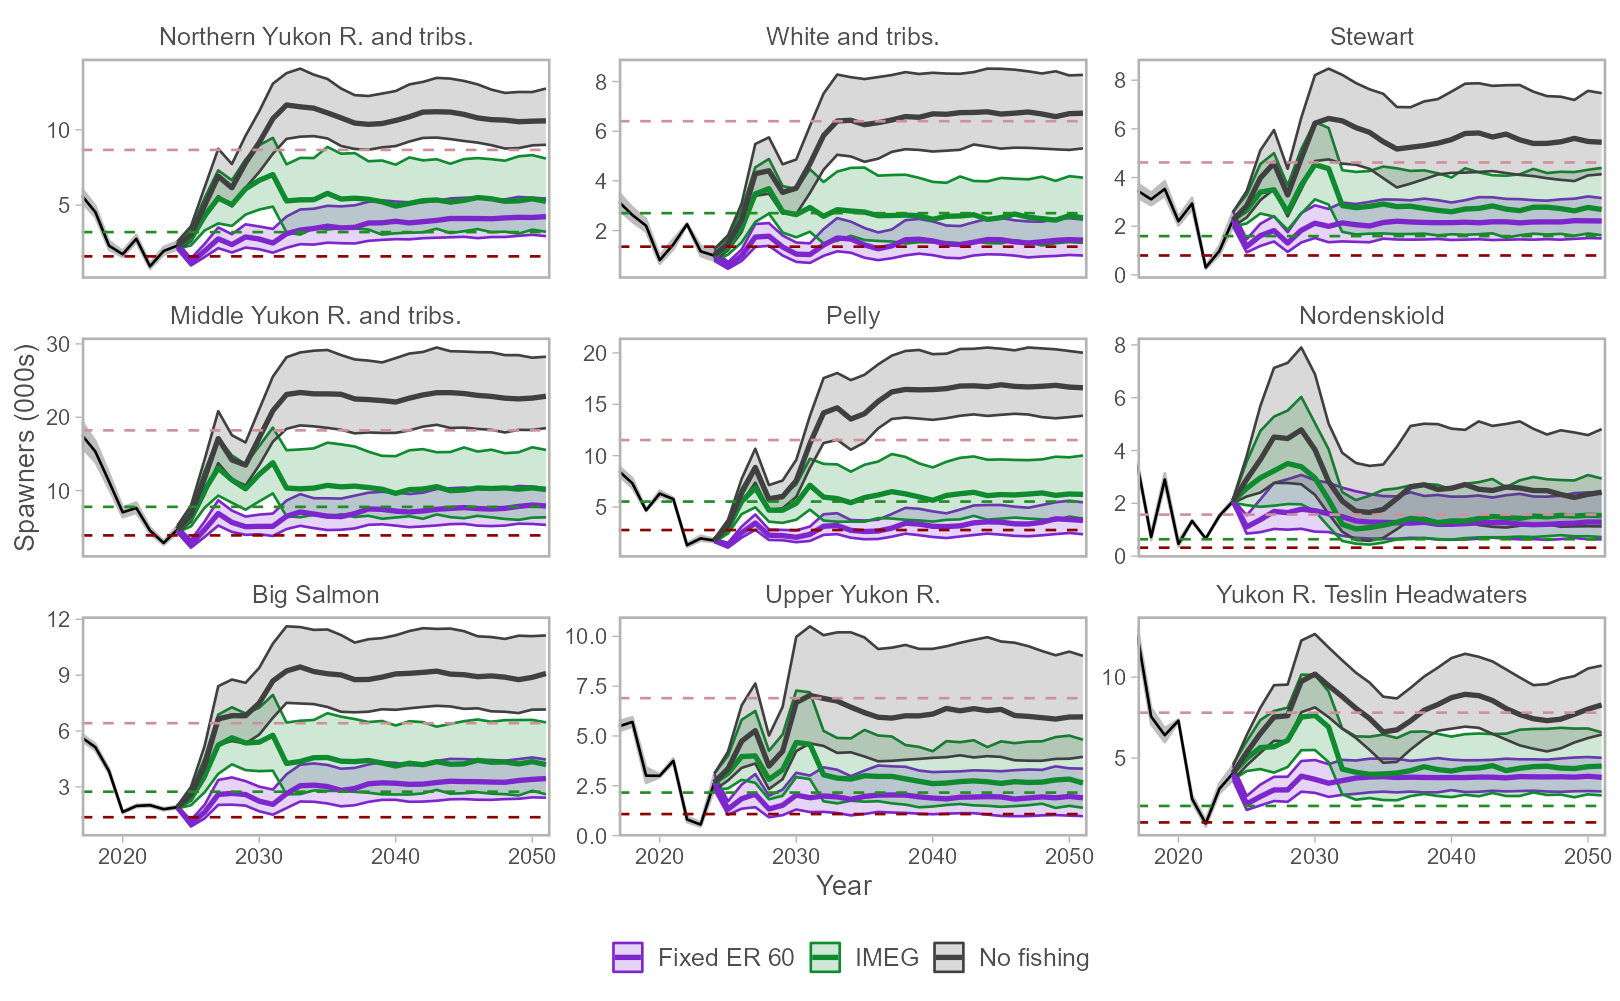 Northern Yukon R. and tribs.
White and tribs.
Stewart
10
5
8
6
4
2
8
6
4
2
0
Middle Yukon R. and tribs.
Pelly
Nordenskiold
30
20
10
20
15
10
5
8
6
4
2
0
Spawners (000s)
Big Salmon
Upper Yukon R.
Yukon R. Teslin Headwaters
12
9
6
3
10.0
7.5
5.0
2.5
0.0
10
5
2020 2030 2040 2050
2020 2030 2040 2050
2020 2030 2040 2050
Year
Fixed ER 60 IMEG No fishing